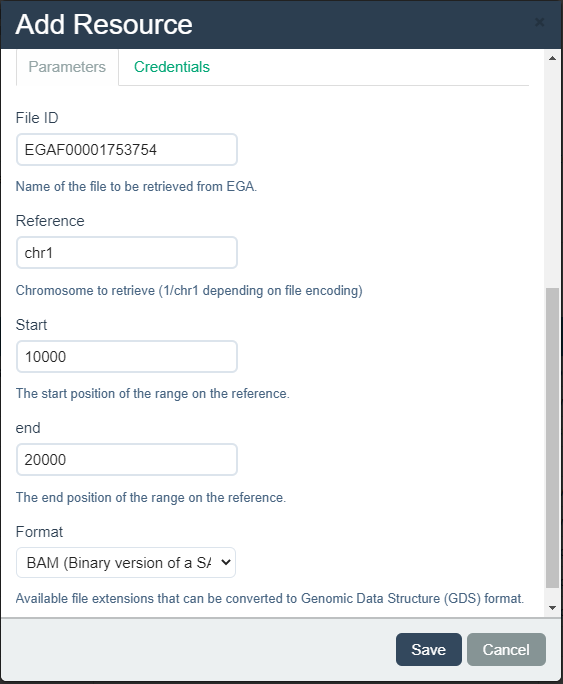 Add Resource
×
Parameters
Credentials
File ID
EGAF00001753754
Name of the file to be retrieved from EGA.
Reference
chr1
Chromosome to retrieve (1/chr1 depending on file encoding)
Start
10000
The start position of the range on the reference.
end
20000
The end position of the range on the reference.
Format
BAM (Binary version of a SA
Available file extensions that can be converted to Genomic Data Structure (GDS) format.
Save
Cancel